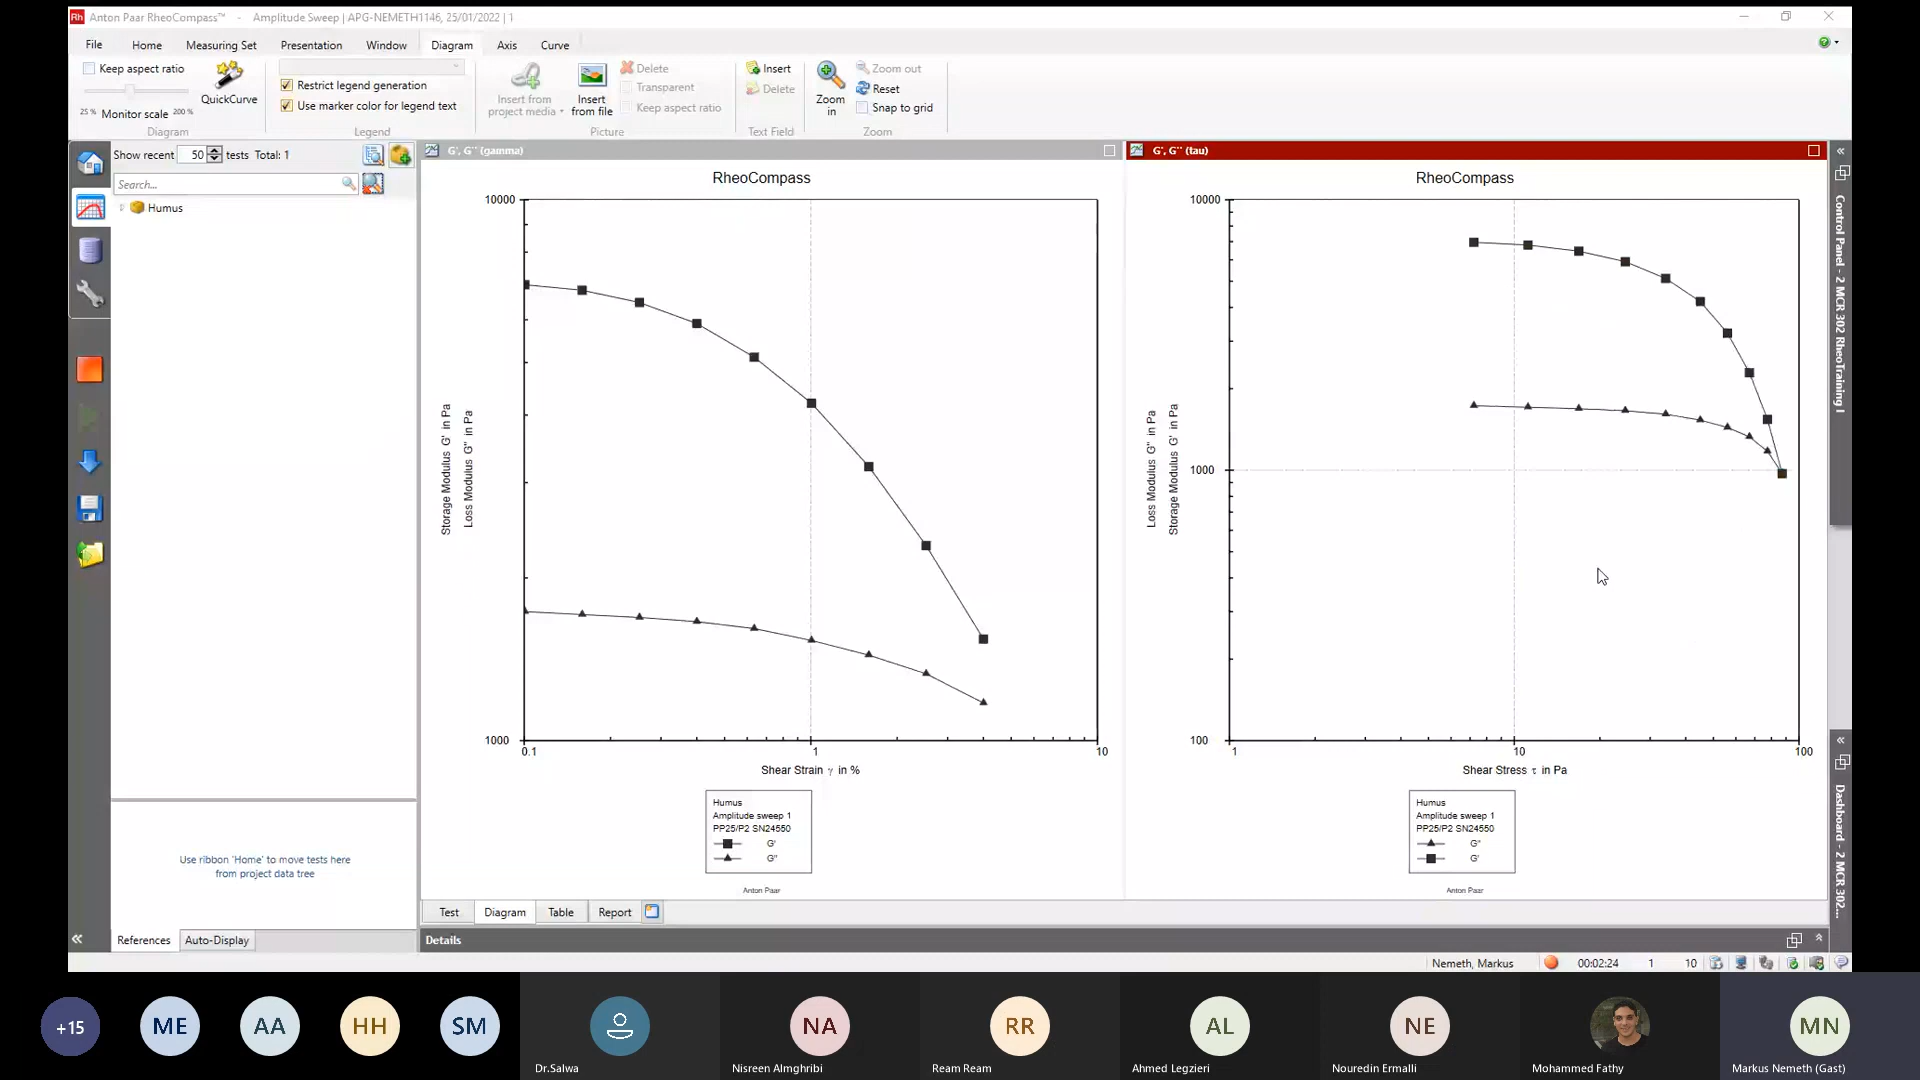 Rh Anton Paar RheoCompass™ - Amplitude Sweep | APG-NEMETH1146, 25/01/2022 | 1
File Home Measuring Set Presentation Window Diagram Axis Curve
Keep aspect ratio
25 % Monitor scale 200 %
QuickCurve
Diagram
Restrict legend generation
Use marker color for legend text
Legend
Insert from
project media
Insert
from file
Delete
Transparent
Keep aspect ratio
Picture
Insert
Delete
Text Field
Zoom
in
Zoom out
Reset
Snap to grid
Zoom
Show recent 50 tests Total: 1
Search...
Humus
Use ribbon 'Home' to move tests here
from project data tree
References Auto-Display
G', G'' (gamma)
RheoCompass
10000
1000
Storage Modulus G' in Pa
Loss Modulus G'' in Pa
0.1 1 10
Shear Strain γ in %
Humus
Amplitude sweep 1
PP25/P2 SN24550
G'
G''
Anton Paar
G', G'' (tau)
RheoCompass
10000
1000
100
Loss Modulus G'' in Pa
Storage Modulus G' in Pa
1 10 100
Shear Stress τ in Pa
Humus
Amplitude sweep 1
PP25/P2 SN24550
G''
G'
Anton Paar
Control Panel - 2 MCR 302 RheoTraining I
Dashboard - 2 MCR 302...
Test Diagram Table Report
Details
Nemeth, Markus 00:02:24 1 10
+15 ME AA HH SM NA RR AL NE MN
Dr.Salwa Nisreen Almghribi Ream Ream Ahmed Legzieri Nouredin Ermalli Mohammed Fathy Markus Nemeth (Gast)